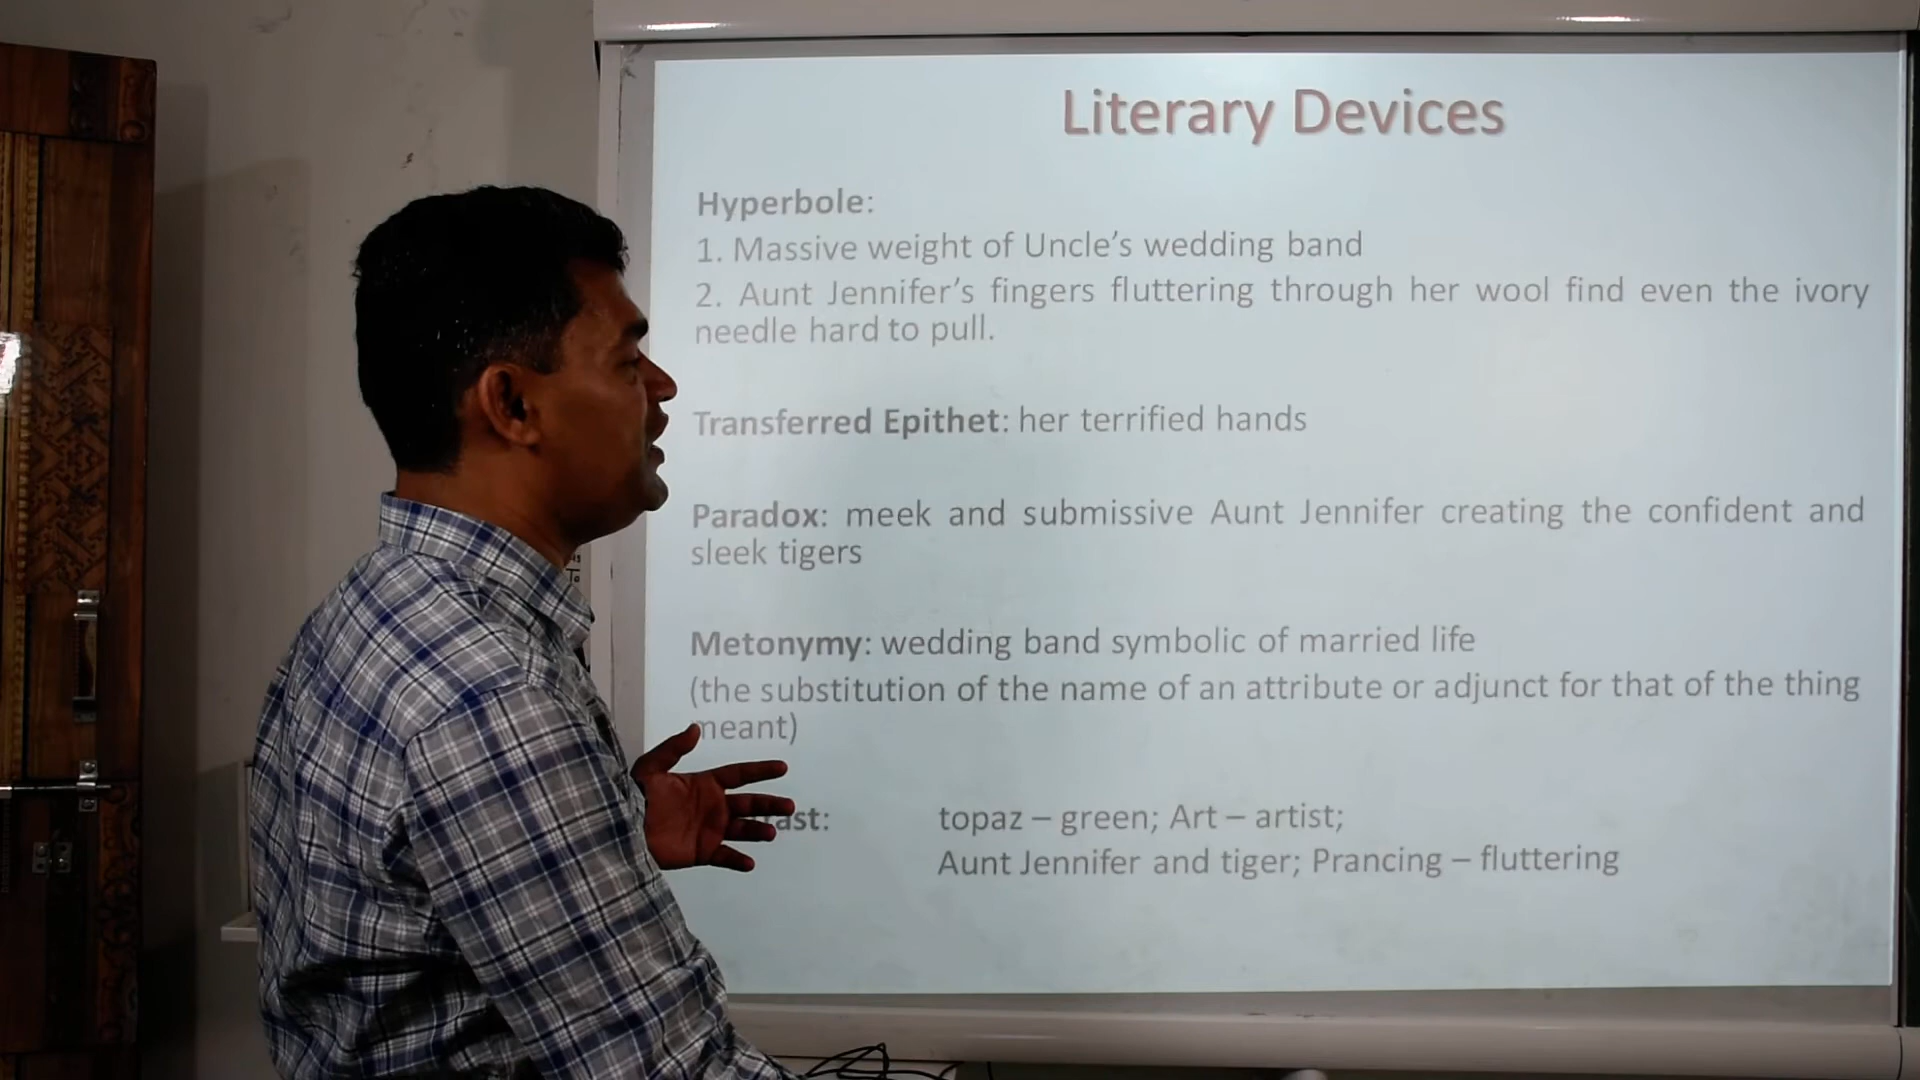 Literary Devices
Hyperbole:
1. Massive weight of Uncle's wedding band
2. Aunt Jennifer's fingers fluttering through her wool find even the ivory
needle hard to pull.
Transferred Epithet: her terrified hands
Paradox: meek and submissive Aunt Jennifer creating the confident and
sleek tigers
Metonymy: wedding band symbolic of married life
(the substitution of the name of an attribute or adjunct for that of the thing
meant)
topaz – green; Art – artist;
Aunt Jennifer and tiger; Prancing – fluttering